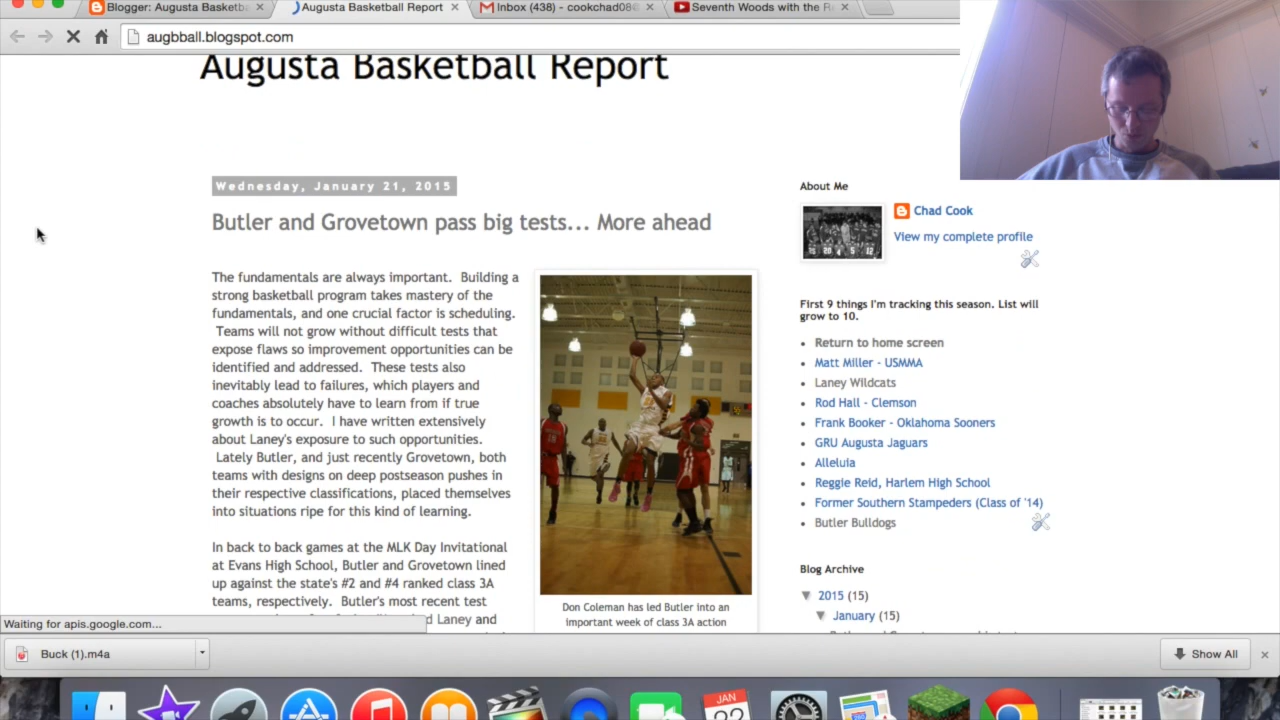 Blogger: Augusta Basketba
Augusta Basketball Report
Inbox (438) - cookchad08@
Seventh Woods with the R
augbball.blogspot.com
Augusta Basketball Report
Wednesday, January 21, 2015
Butler and Grovetown pass big tests... More ahead
The fundamentals are always important. Building a
strong basketball program takes mastery of the
fundamentals, and one crucial factor is scheduling.
Teams will not grow without difficult tests that
expose flaws so improvement opportunities can be
identified and addressed. These tests also
inevitably lead to failures, which players and
coaches absolutely have to learn from if true
growth is to occur. I have written extensively
about Laney's exposure to such opportunities.
Lately Butler, and just recently Grovetown, both
teams with designs on deep postseason pushes in
their respective classifications, placed themselves
into situations ripe for this kind of learning.
In back to back games at the MLK Day Invitational
at Evans High School, Butler and Grovetown lined
up against the state's #2 and #4 ranked class 3A
teams, respectively. Butler's most recent test
Laney and
Don Coleman has led Butler into an
important week of class 3A action
About Me
Chad Cook
View my complete profile
First 9 things I'm tracking this season. List will
grow to 10.
Return to home screen
Matt Miller - USMMA
Laney Wildcats
Rod Hall - Clemson
Frank Booker - Oklahoma Sooners
GRU Augusta Jaguars
Alleluia
Reggie Reid, Harlem High School
Former Southern Stampeders (Class of '14)
Butler Bulldogs
Blog Archive
▼ 2015 (15)
▼ January (15)
Waiting for apis.google.com...
Buck (1).m4a
Show All
JAN
22